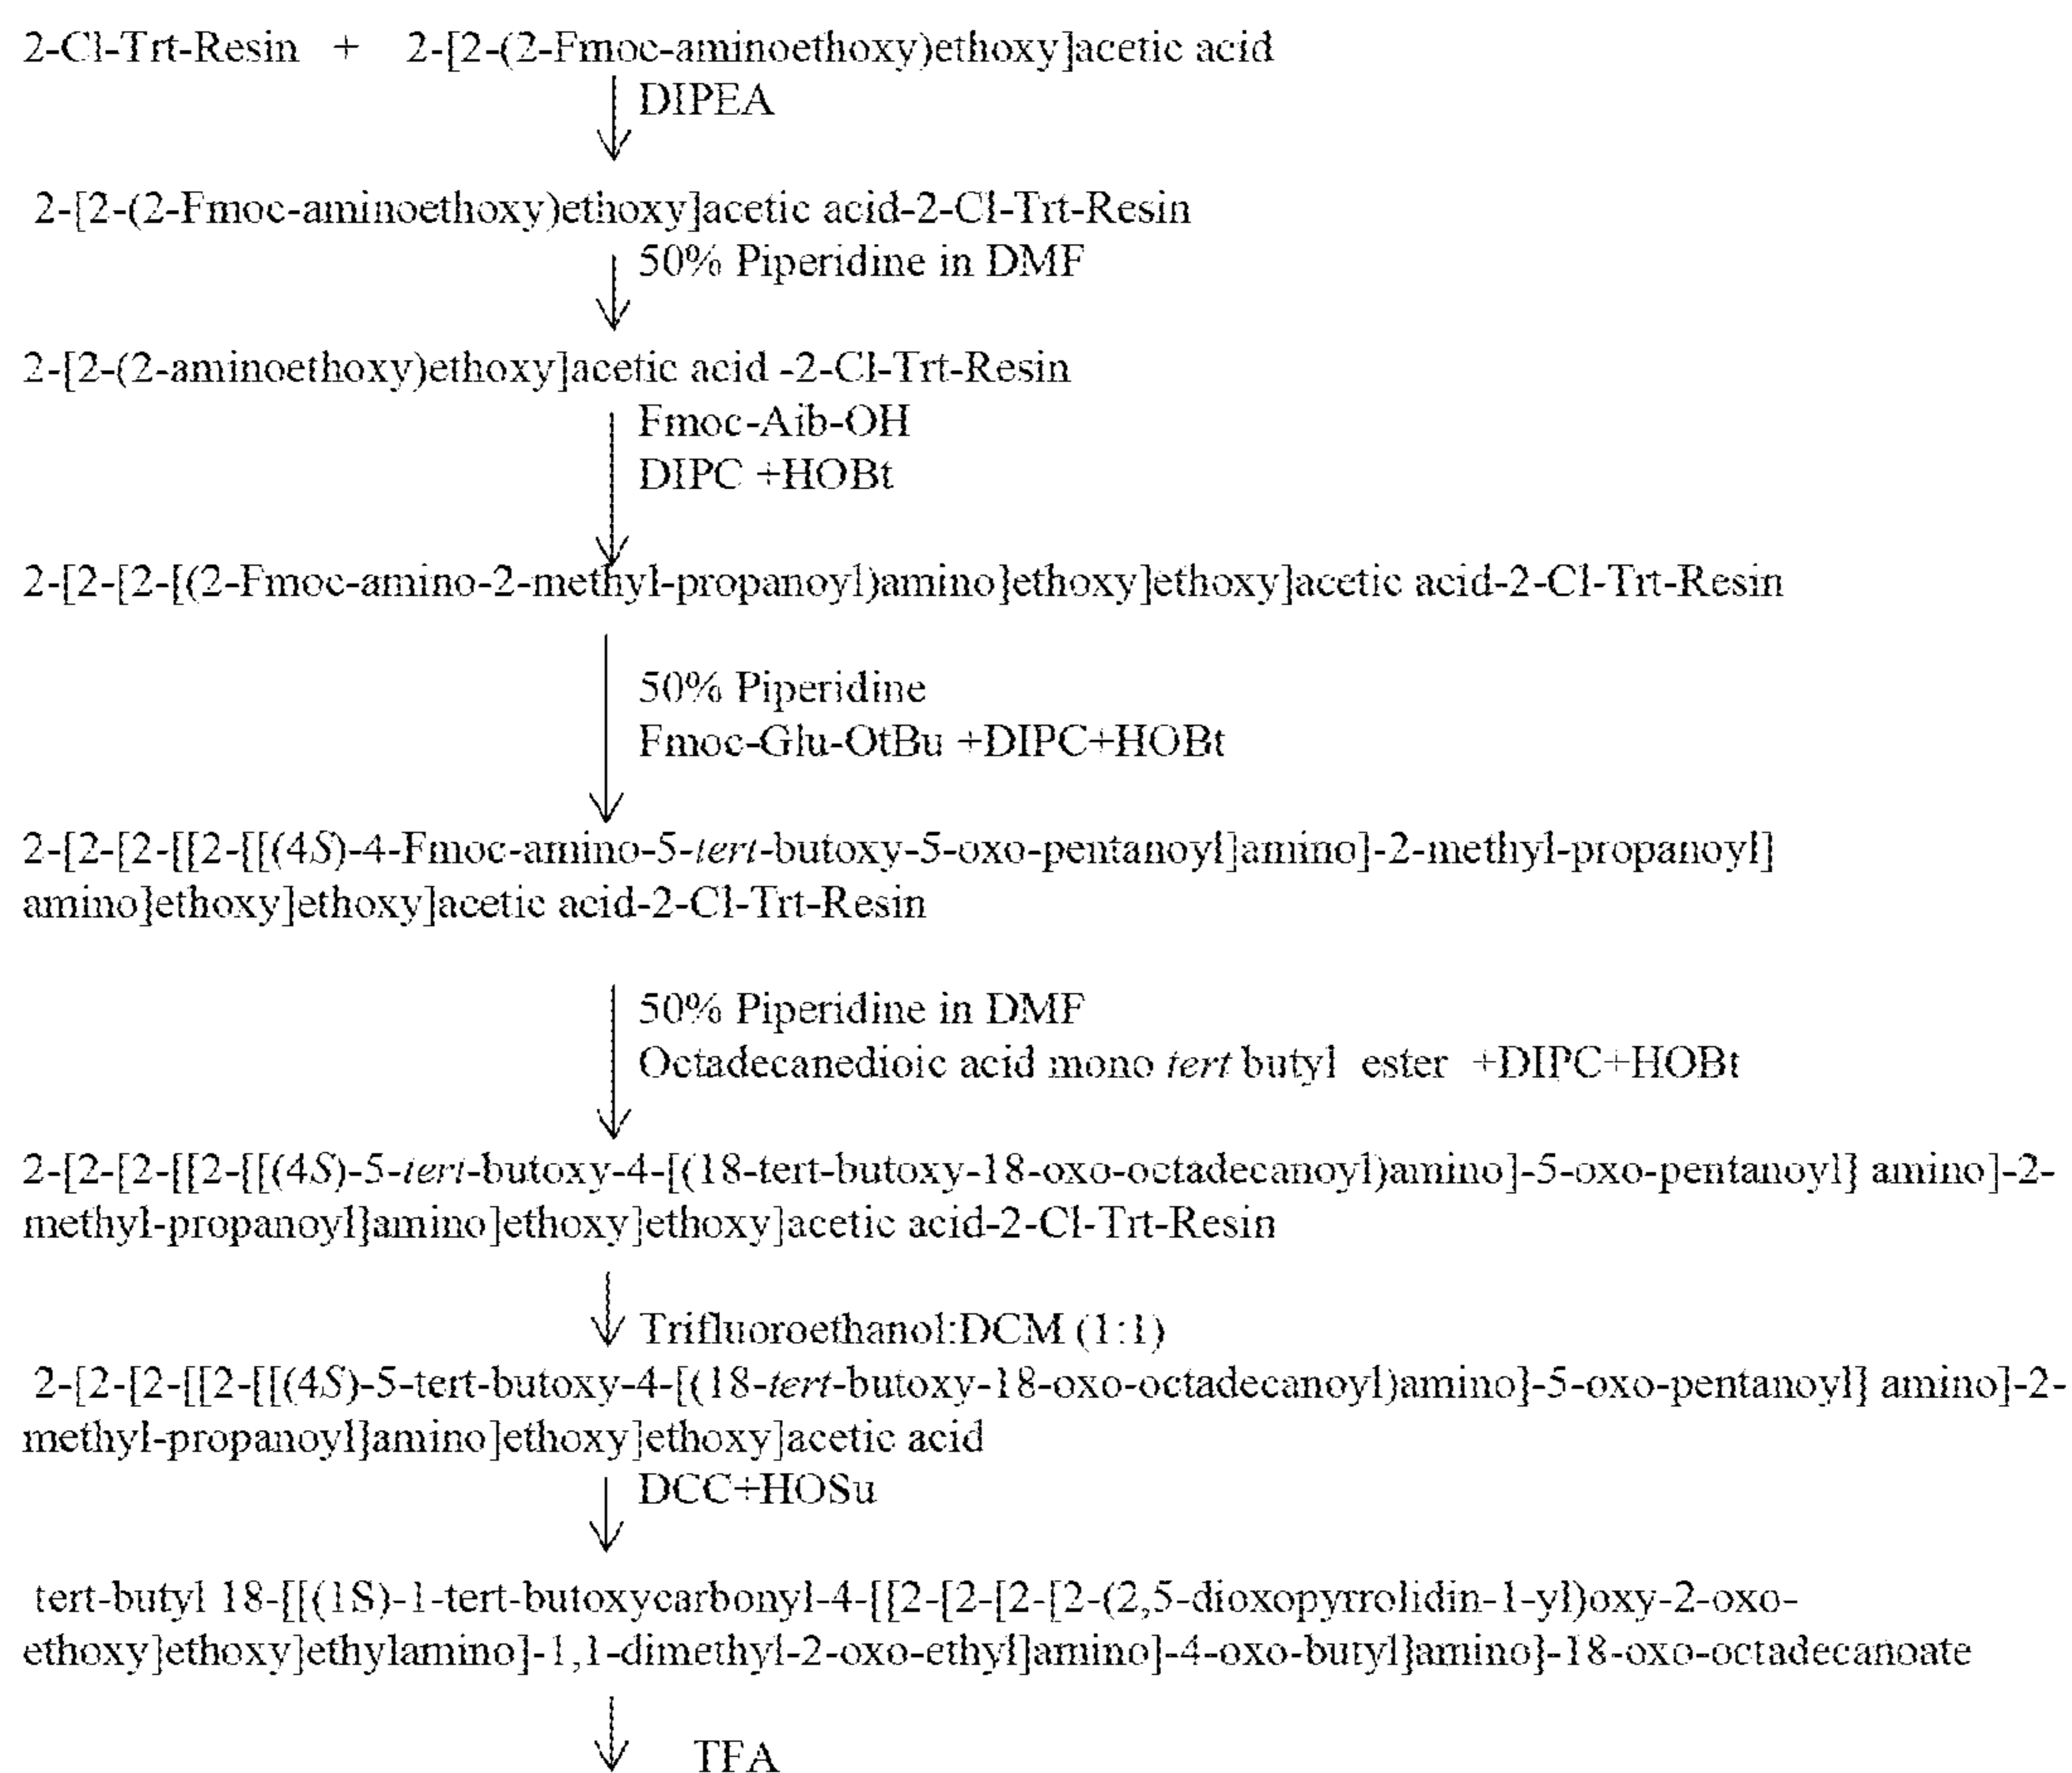 2-Cl-Trt-Resin + 2-[2-(2-Fmoc-aminoethoxy)ethoxy]acetic acid
DIPEA
2-[2-(2-Fmoc-aminoethoxy)ethoxy]acetic acid-2-Cl-Trt-Resin
50% Piperidine in DMF
2-[2-(2-aminoethoxy)ethoxy]acetic acid -2-Cl-Trt-Resin
Fmoc-Aib-OH
DIPC +HOBt
2-[2-[2-[(2-Fmoc-amino-2-methyl-propanoyl)amino]ethoxy]ethoxy]acetic acid-2-Cl-Trt-Resin
50% Piperidine
Fmoc-Glu-OtBu +DIPC+HOBt
2-[2-[2-[[2-[[(4S)-4-Fmoc-amino-5-tert-butoxy-5-oxo-pentanoyl]amino]-2-methyl-propanoyl]
amino]ethoxy]ethoxy]acetic acid-2-Cl-Trt-Resin
50% Piperidine in DMF
Octadecanedioic acid mono tert butyl ester +DIPC+HOBt
2-[2-[2-[[2-[[(4S)-5-tert-butoxy-4-[(18-tert-butoxy-18-oxo-octadecanoyl)amino]-5-oxo-pentanoyl] amino]-2-
methyl-propanoyl]amino]ethoxy]ethoxy]acetic acid-2-Cl-Trt-Resin
Trifluoroethanol:DCM (1:1)
2-[2-[2-[[2-[[(4S)-5-tert-butoxy-4-[(18-tert-butoxy-18-oxo-octadecanoyl)amino]-5-oxo-pentanoyl] amino]-2-
methyl-propanoyl]amino]ethoxy]ethoxy]acetic acid
DCC+HOSu
tert-butyl 18-[[(1S)-1-tert-butoxycarbonyl-4-[[2-[2-[2-[2-(2,5-dioxopyrrolidin-1-yl)oxy-2-oxo-
ethoxy]ethoxy]ethylamino]-1,1-dimethyl-2-oxo-ethyl]amino]-4-oxo-butyl]amino]-18-oxo-octadecanoate
TFA